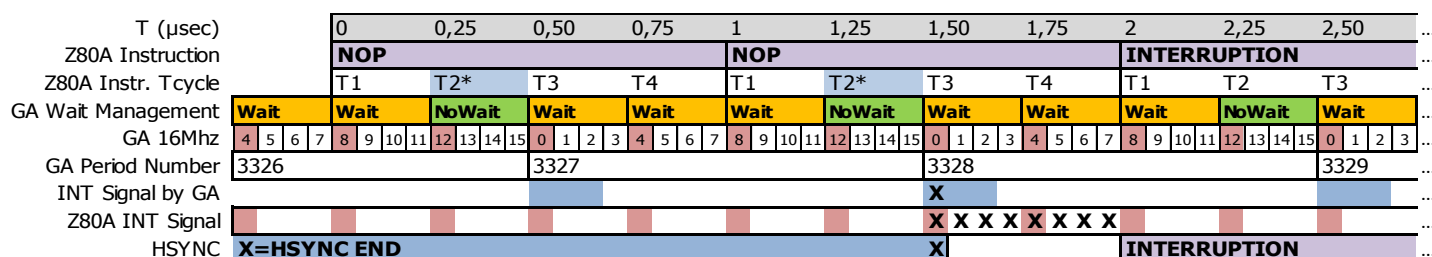 T (µsec) 0 0,25 0,50 0,75 1 1,25 1,50 1,75 2 2,25 2,50 ...
Z80A Instruction NOP NOP INTERRUPTION ...
Z80A Instr. Tcycle T1 T2* T3 T4 T1 T2* T3 T4 T1 T2 T3 ...
GA Wait Management Wait Wait NoWait Wait Wait Wait NoWait Wait Wait Wait NoWait Wait ...
GA 16Mhz 4 5 6 7 8 9 10 11 12 13 14 15 0 1 2 3 4 5 6 7 8 9 10 11 12 13 14 15 0 1 2 3 4 5 6 7 8 9 10 11 12 13 14 15 0 1 2 3 ...
GA Period Number 3326 3327 3328 3329 ...
INT Signal by GA X ...
Z80A INT Signal X X X X X X X X ...
HSYNC X=HSYNC END X INTERRUPTION ...